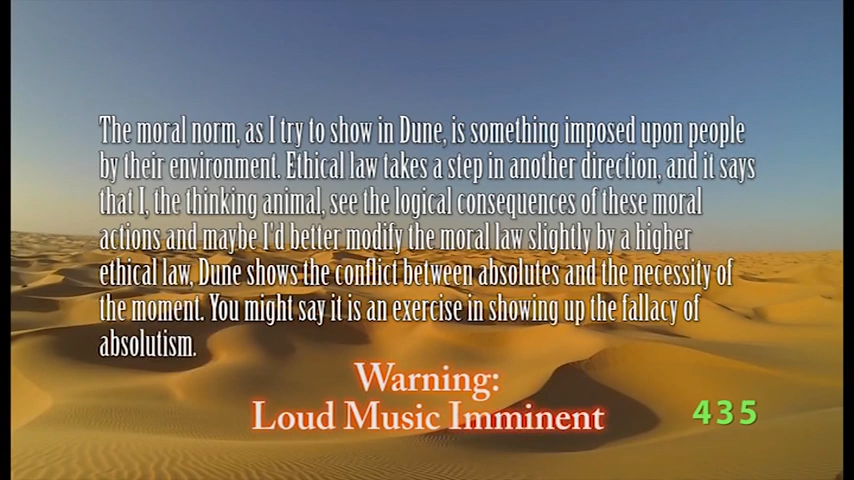 The moral norm, as I try to show in Dune, is something imposed upon people
by their environment. Ethical law takes a step in another direction, and it says
that I, the thinking animal, see the logical consequences of these moral
actions and maybe I'd better modify the moral law slightly by a higher
ethical law, Dune shows the conflict between absolutes and the necessity of
the moment. You might say it is an exercise in showing up the fallacy of
absolutism.
Warning:
Loud Music Imminent
435